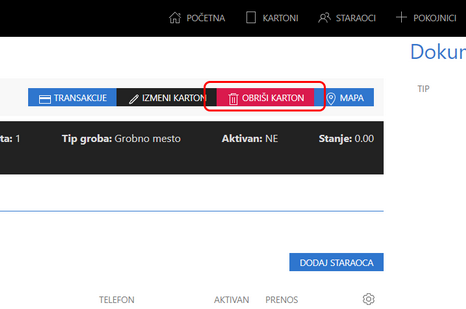 POČETNA KARTONI STARAOCI POKOJNICI
Dokur
TIP
TRANSAKCIJE IZMENI KARTON OBRIŠI KARTON MAPA
ta: 1 Tip groba: Grobno mesto Aktivan: NE Stanje: 0.00
DODAJ STARAOCA
TELEFON AKTIVAN PRENOS